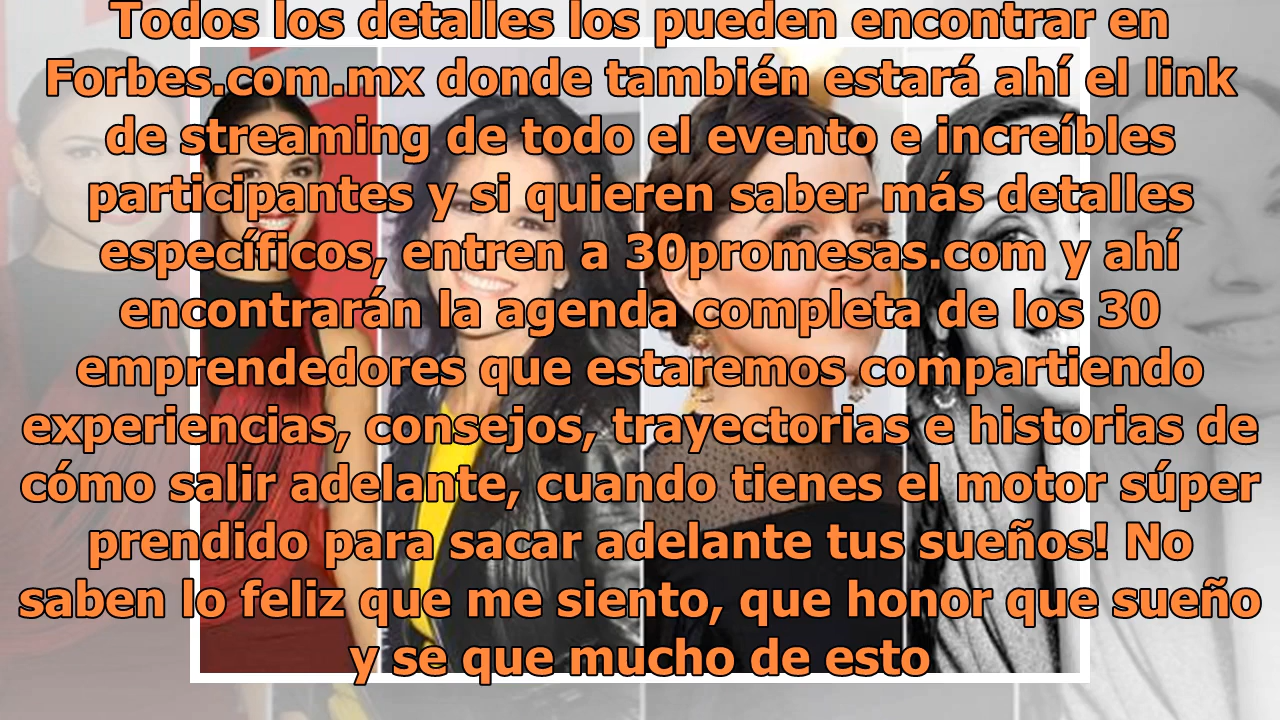 Todos los detalles los pueden encontrar en
Forbes.com.mx donde también estará ahí el link
de streaming de todo el evento e increíbles
participantes y si quieren saber más detalles
específicos, entren a 30promesas.com y ahí
encontrarán la agenda completa de los 30
emprendedores que estaremos compartiendo
experiencias, consejos, trayectorias e historias de
cómo salir adelante, cuando tienes el motor súper
prendido para sacar adelante tus sueños! No
saben lo feliz que me siento, que honor que sueño
y se que mucho de esto